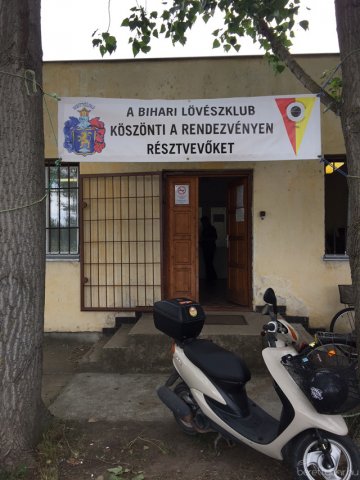 A BIHARI LÖVÉSZKLUB
KÖSZÖNTI A RENDEZVÉNYEN
RÉSZTVEVŐKET